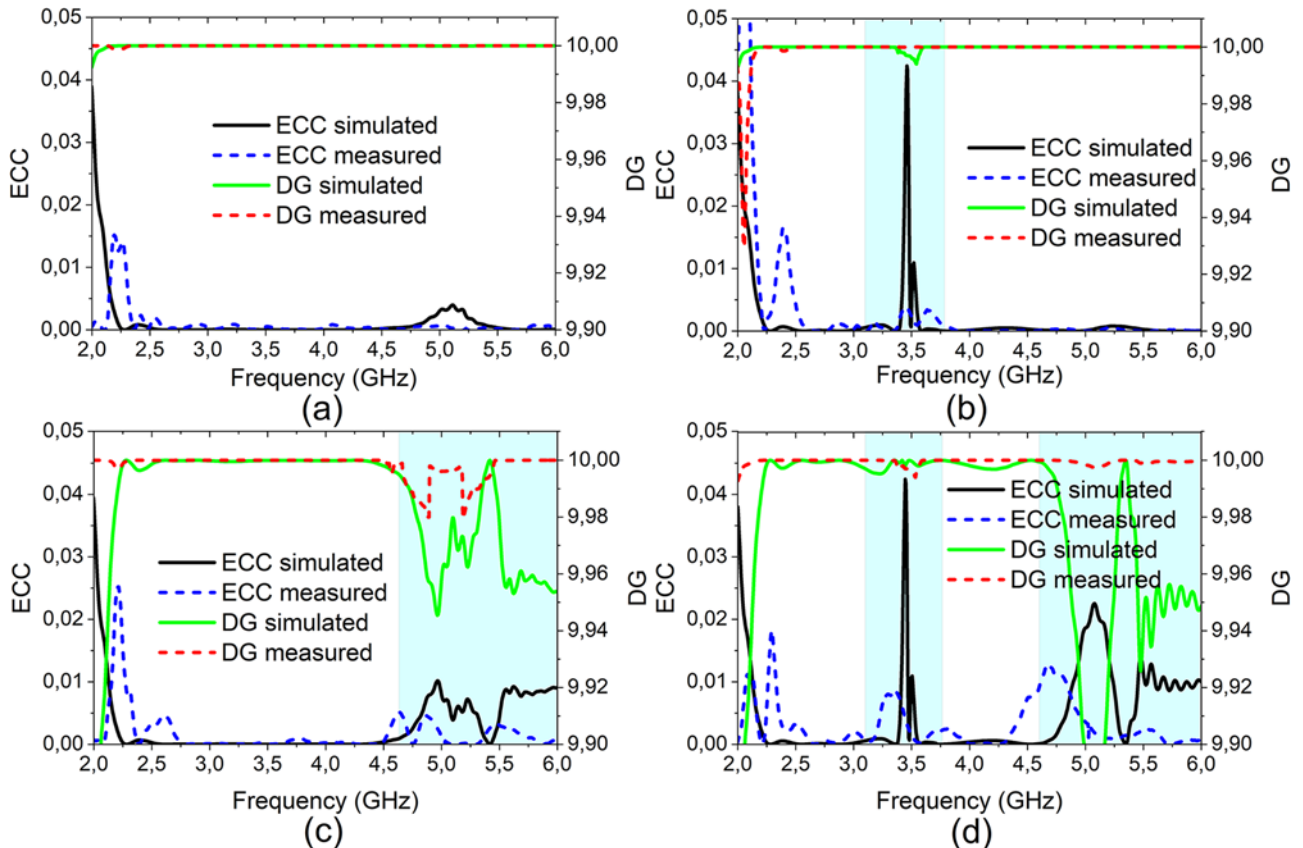 0,05
0,04
0,03
0,02
0,01
0,00
ECC
10,00
9,98
9,96
9,94
9,92
9,90
DG
ECC simulated
ECC measured
DG simulated
DG measured
2,0 2,5 3,0 3,5 4,0 4,5 5,0 5,5 6,0
Frequency (GHz)
(a)
0,05
0,04
0,03
0,02
0,01
0,00
ECC
10,00
9,98
9,96
9,94
9,92
9,90
DG
ECC simulated
ECC measured
DG simulated
DG measured
2,0 2,5 3,0 3,5 4,0 4,5 5,0 5,5 6,0
Frequency (GHz)
(b)
0,05
0,04
0,03
0,02
0,01
0,00
ECC
10,00
9,98
9,96
9,94
9,92
9,90
DG
ECC simulated
ECC measured
DG simulated
DG measured
2,0 2,5 3,0 3,5 4,0 4,5 5,0 5,5 6,0
Frequency (GHz)
(c)
0,05
0,04
0,03
0,02
0,01
0,00
ECC
10,00
9,98
9,96
9,94
9,92
9,90
DG
ECC simulated
ECC measured
DG simulated
DG measured
2,0 2,5 3,0 3,5 4,0 4,5 5,0 5,5 6,0
Frequency (GHz)
(d)